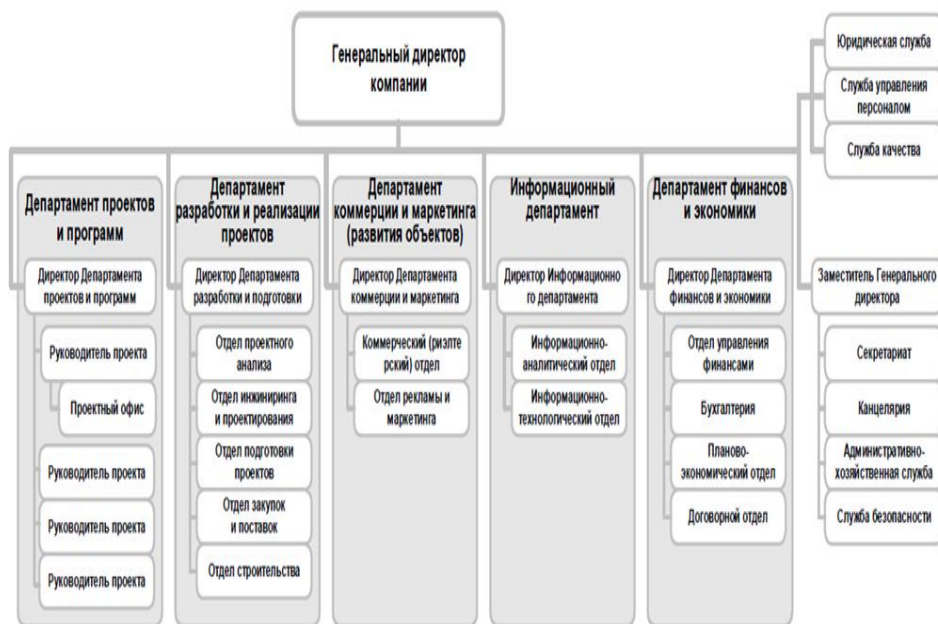 Генеральный директор
компании
Юридическая служба
Служба управления
персоналом
Служба качества
Департамент проектов
и программ
Директор Департамента
проектов и программ
Руководитель проекта
Проектный офис
Руководитель проекта
Руководитель проекта
Руководитель проекта
Департамент
разработки и реализации
проектов
Директор Департамента
разработки и подготовки
Отдел проектного
анализа
Отдел инжиниринга
и проектирования
Отдел подготовки
проектов
Отдел закупок
и поставок
Отдел строительства
Департамент
коммерции и маркетинга
(развития объектов)
Директор Департамента
коммерции и маркетинга
Коммерческий (риэлте
рский) отдел
Отдел рекламы и
маркетинга
Информационный
департамент
Директор Информационно
го департамента
Информационно-
аналитический отдел
Информационно-
технологический отдел
Департамент финансов
и экономики
Директор Департамента
финансов и экономики
Отдел управления
финансами
Бухгалтерия
Планово-
экономический отдел
Договорной отдел
Заместитель Генерального
директора
Секретариат
Канцелярия
Административно-
хозяйственная служба
Служба безопасности